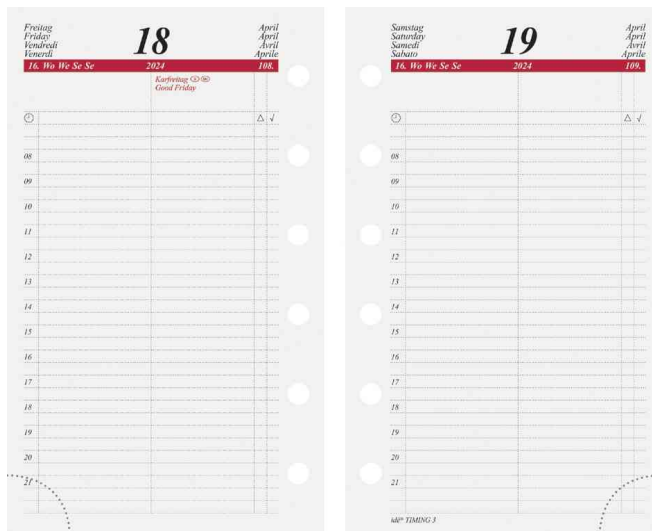 Freitag
Friday
Vendredi
Venerdì
18
April
April
Avril
Aprile
16. Wo We Se Se 2024 108.
Karfreitag
Good Friday
08
09
10
11
12
13
14
15
16
17
18
19
20
21
Samstag
Saturday
Samedi
Sabato
19
April
April
Avril
Aprile
16. Wo We Se Se 2024 109.
08
09
10
11
12
13
14
15
16
17
18
19
20
21
idé® TIMING 3